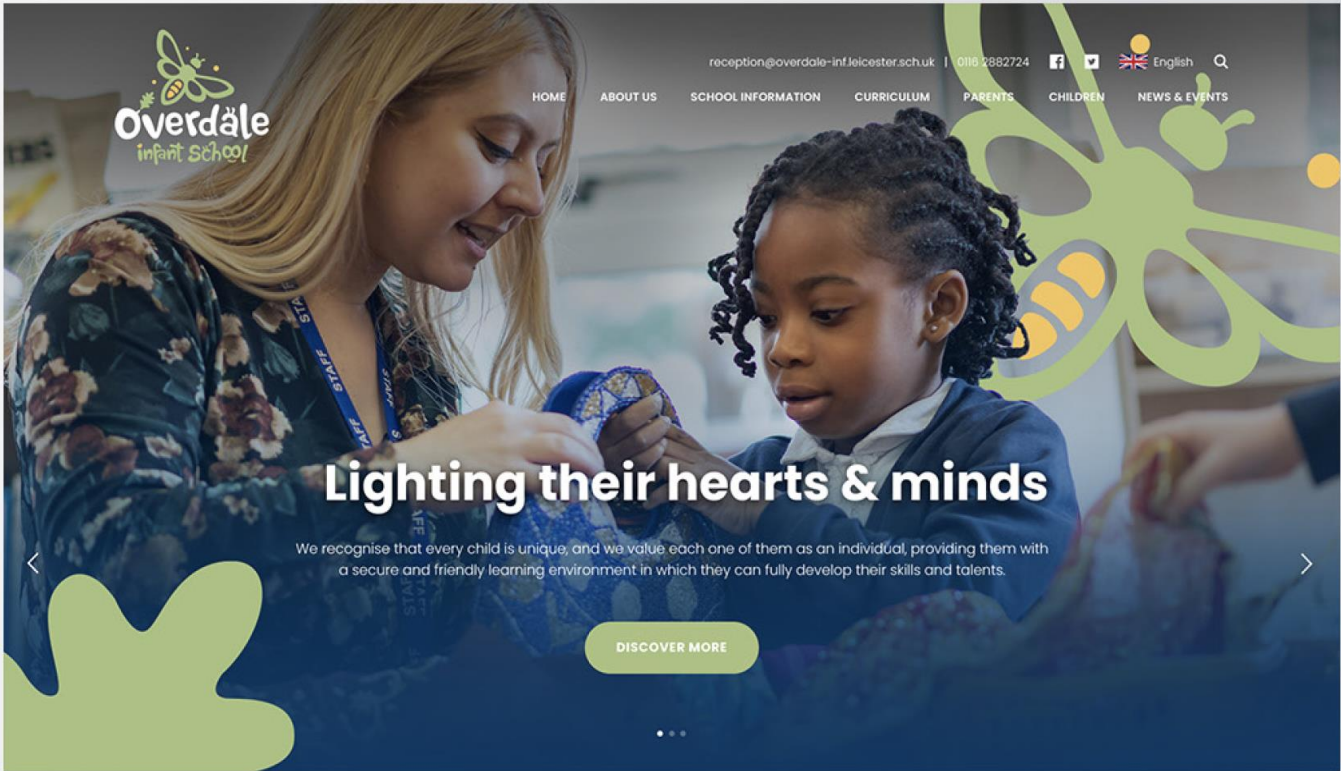 Overdale
infant School
reception@overdale-inf.leicester.sch.uk | 0116 2882724
English
HOME ABOUT US SCHOOL INFORMATION CURRICULUM PARENTS CHILDREN NEWS & EVENTS
STAFF
STAFF
STAFF
Lighting their hearts & minds
We recognise that every child is unique, and we value each one of them as an individual, providing them with
a secure and friendly learning environment in which they can fully develop their skills and talents.
DISCOVER MORE